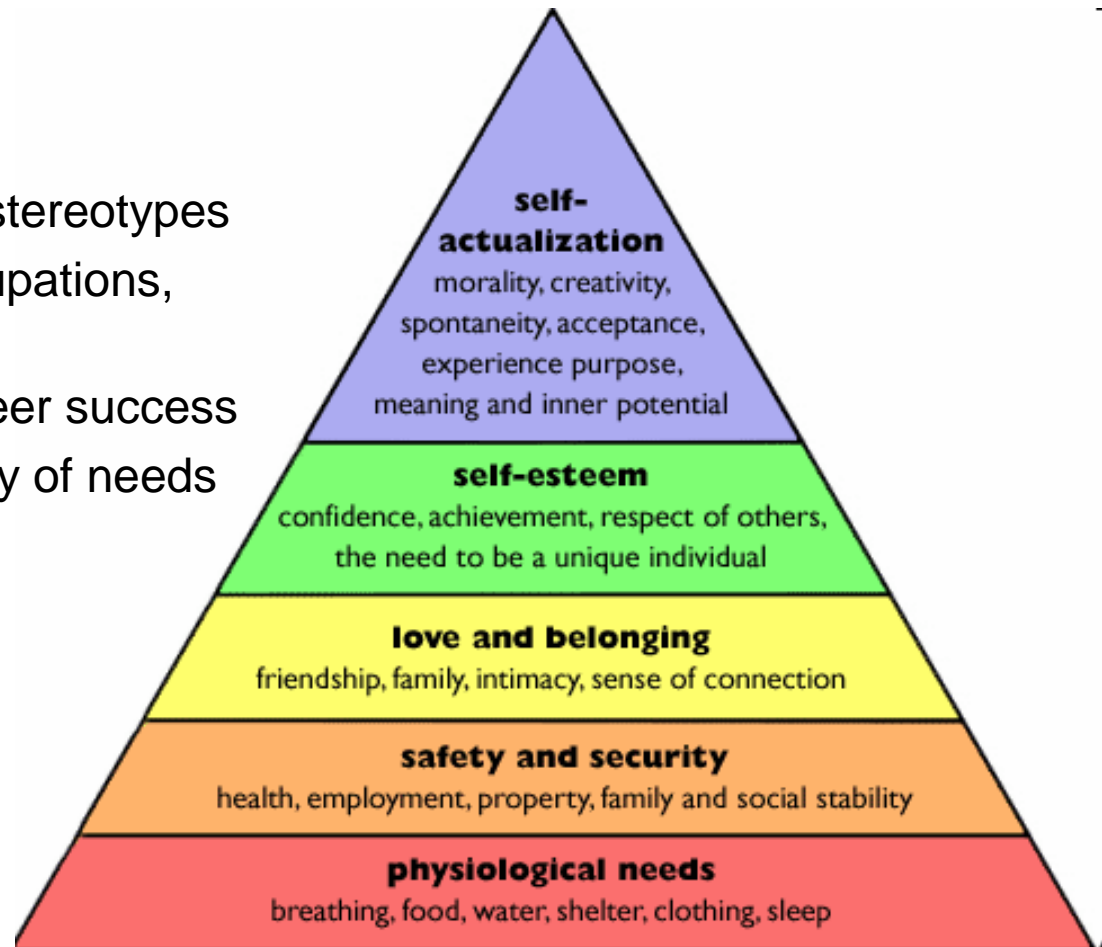 stereotypes
upations,
eer success
y of needs
self-
actualization
morality, creativity,
spontaneity, acceptance,
experience purpose,
meaning and inner potential
self-esteem
confidence, achievement, respect of others,
the need to be a unique individual
love and belonging
friendship, family, intimacy, sense of connection
safety and security
health, employment, property, family and social stability
physiological needs
breathing, food, water, shelter, clothing, sleep